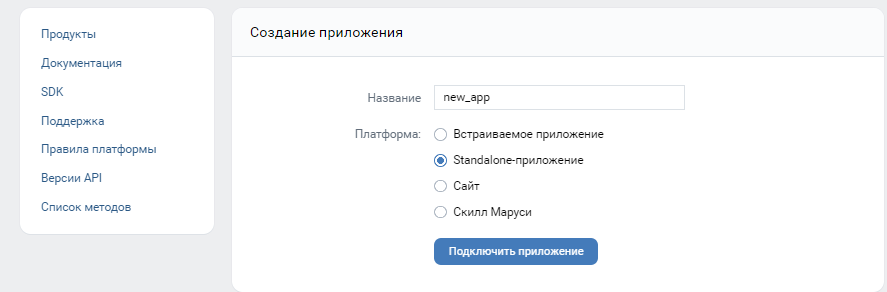 Продукты
Документация
SDK
Поддержка
Правила платформы
Версии API
Список методов
Создание приложения
Название new_app
Платформа: Встраиваемое приложение
Standalone-приложение
Сайт
Скилл Маруси
Подключить приложение